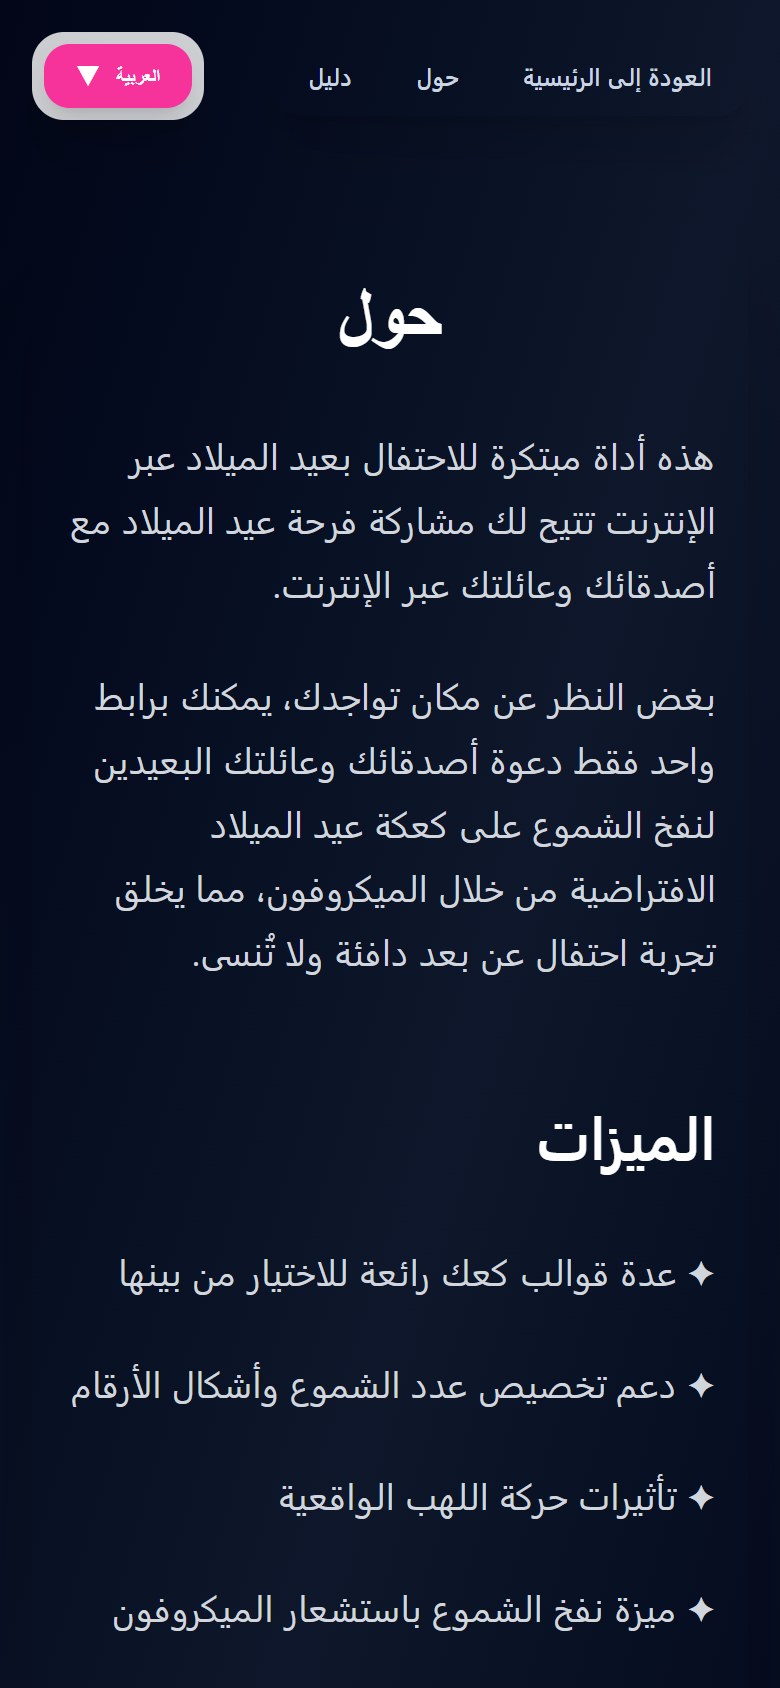 العودة إلى الرئيسية
حول
دليل
العربية ▼
حول
هذه أداة مبتكرة للاحتفال بعيد الميلاد عبر
الإنترنت تتيح لك مشاركة فرحة عيد الميلاد مع
أصدقائك وعائلتك عبر الإنترنت.
بغض النظر عن مكان تواجدك، يمكنك برابط
واحد فقط دعوة أصدقائك وعائلتك البعيدين
لنفخ الشموع على كعكة عيد الميلاد
الافتراضية من خلال الميكروفون، مما يخلق
تجربة احتفال عن بعد دافئة ولا تُنسى.
الميزات
✦ عدة قوالب كعك رائعة للاختيار من بينها
✦ دعم تخصيص عدد الشموع وأشكال الأرقام
✦ تأثيرات حركة اللهب الواقعية
✦ ميزة نفخ الشموع باستشعار الميكروفون